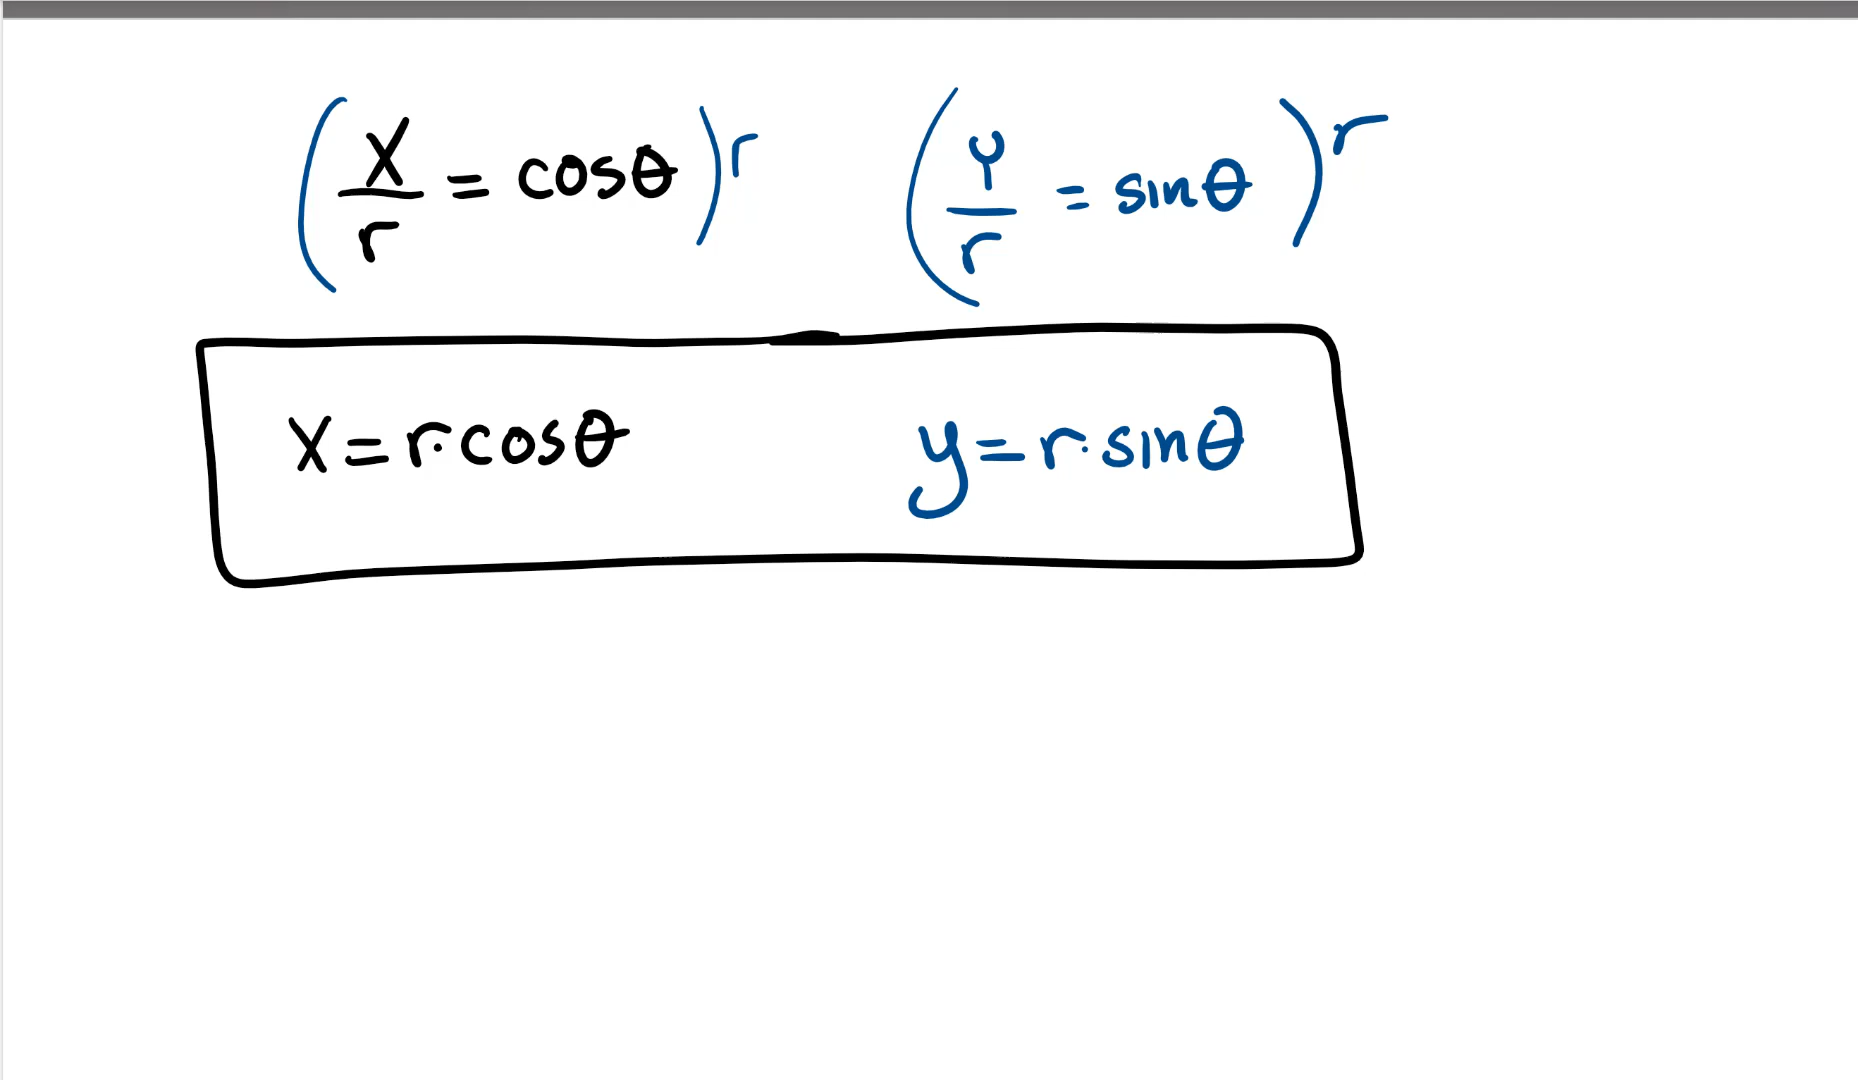 (x/r = cosθ)r (y/r = sinθ)r
x = r·cosθ y = r·sinθ